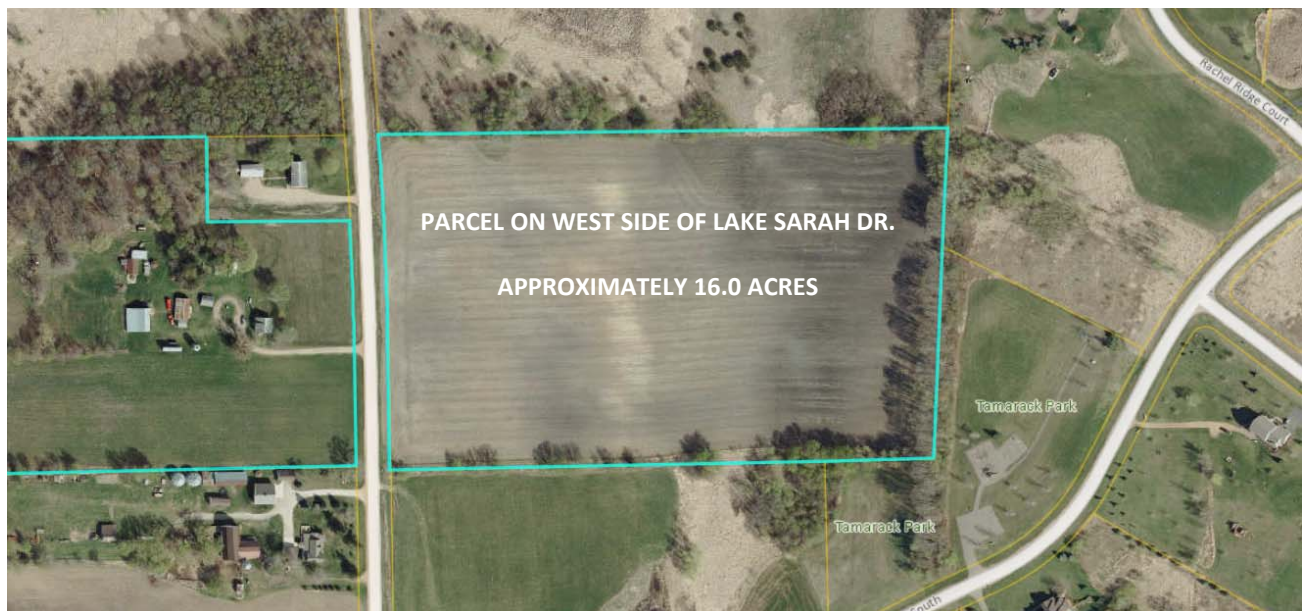 Rachel Ridge Court
PARCEL ON WEST SIDE OF LAKE SARAH DR.
APPROXIMATELY 16.0 ACRES
Tamarack Park
Tamarack Park
South